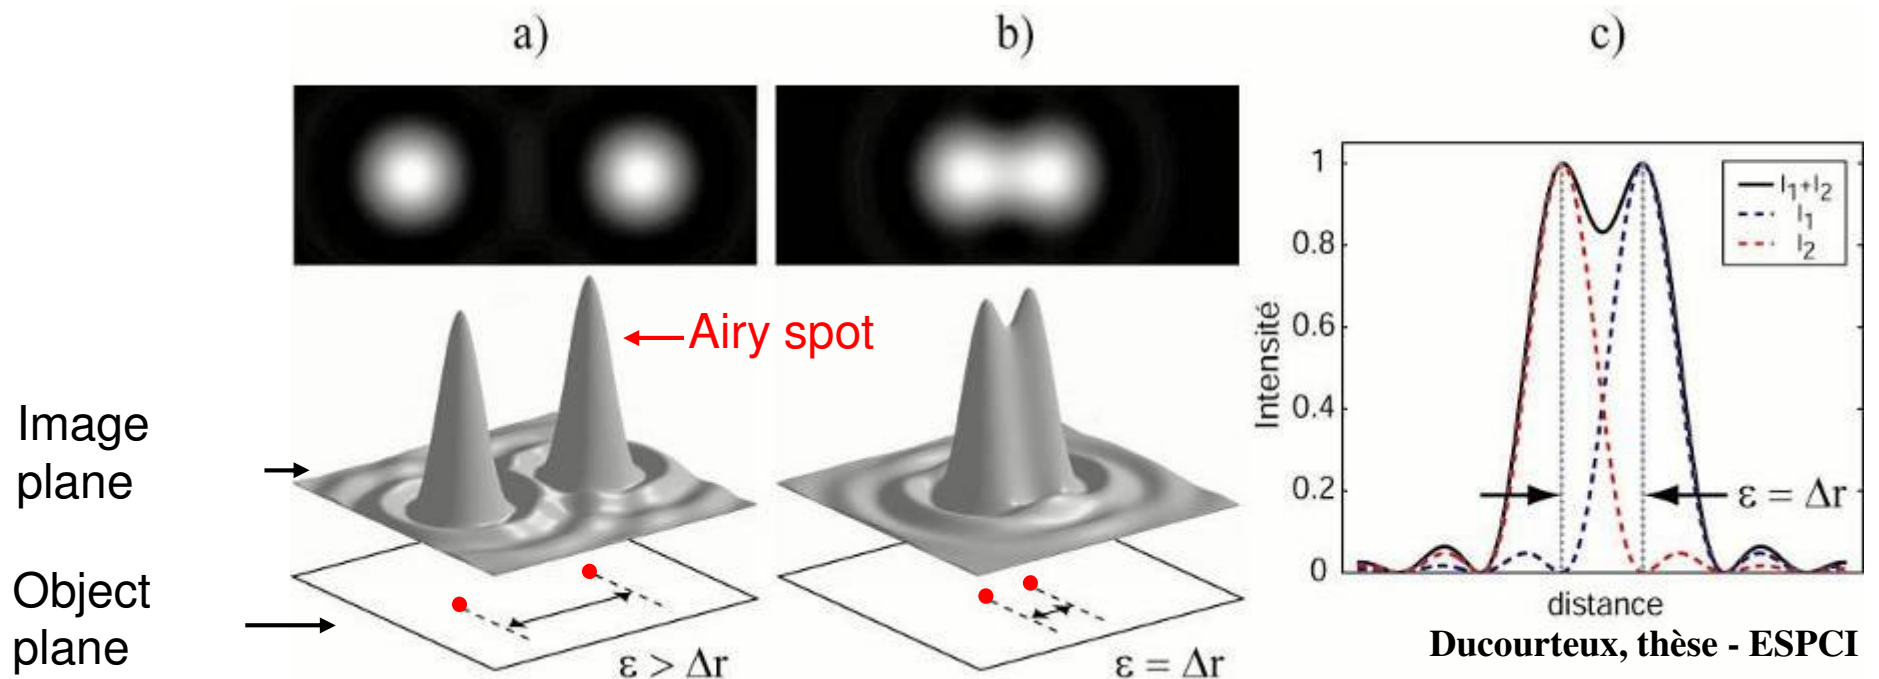 a)
b)
c)
Airy spot
Image
plane
Object
plane
ε > Δr
ε = Δr
Intensité
1
0.8
0.6
0.4
0.2
0
I₁+I₂
I₁
I₂
ε = Δr
distance
Ducourteux, thèse - ESPCI